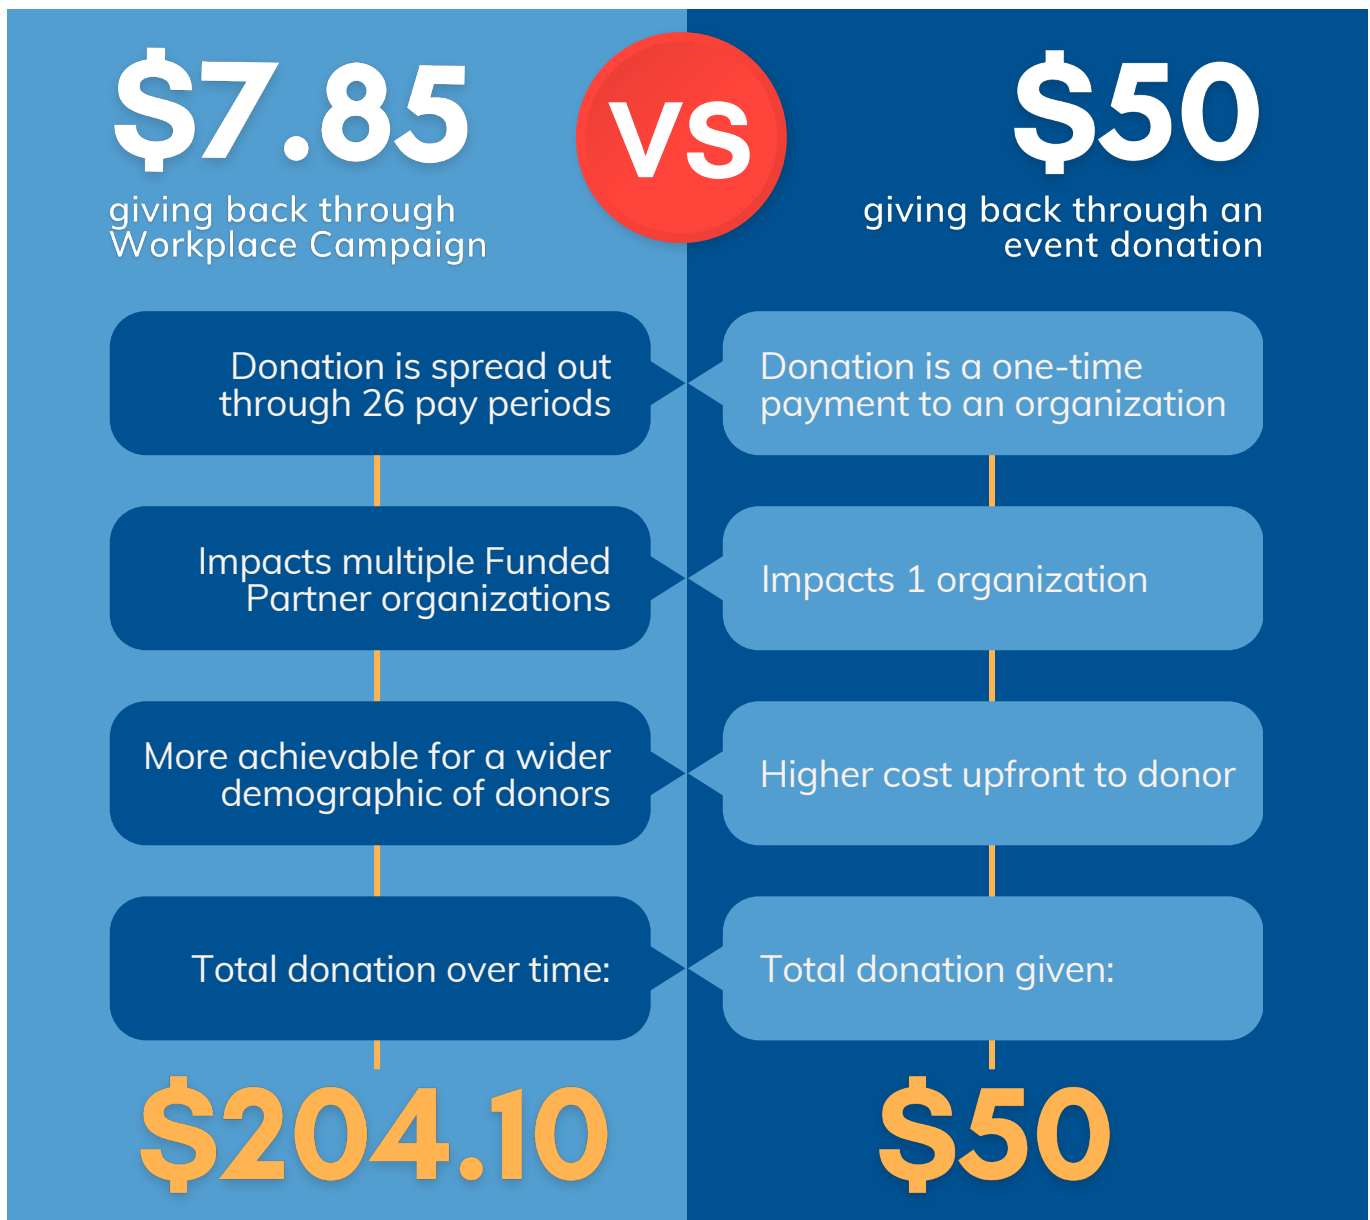 $7.85
giving back through
Workplace Campaign
VS
$50
giving back through an
event donation
Donation is spread out
through 26 pay periods
Donation is a one-time
payment to an organization
Impacts multiple Funded
Partner organizations
Impacts 1 organization
More achievable for a wider
demographic of donors
Higher cost upfront to donor
Total donation over time:
Total donation given:
$204.10
$50